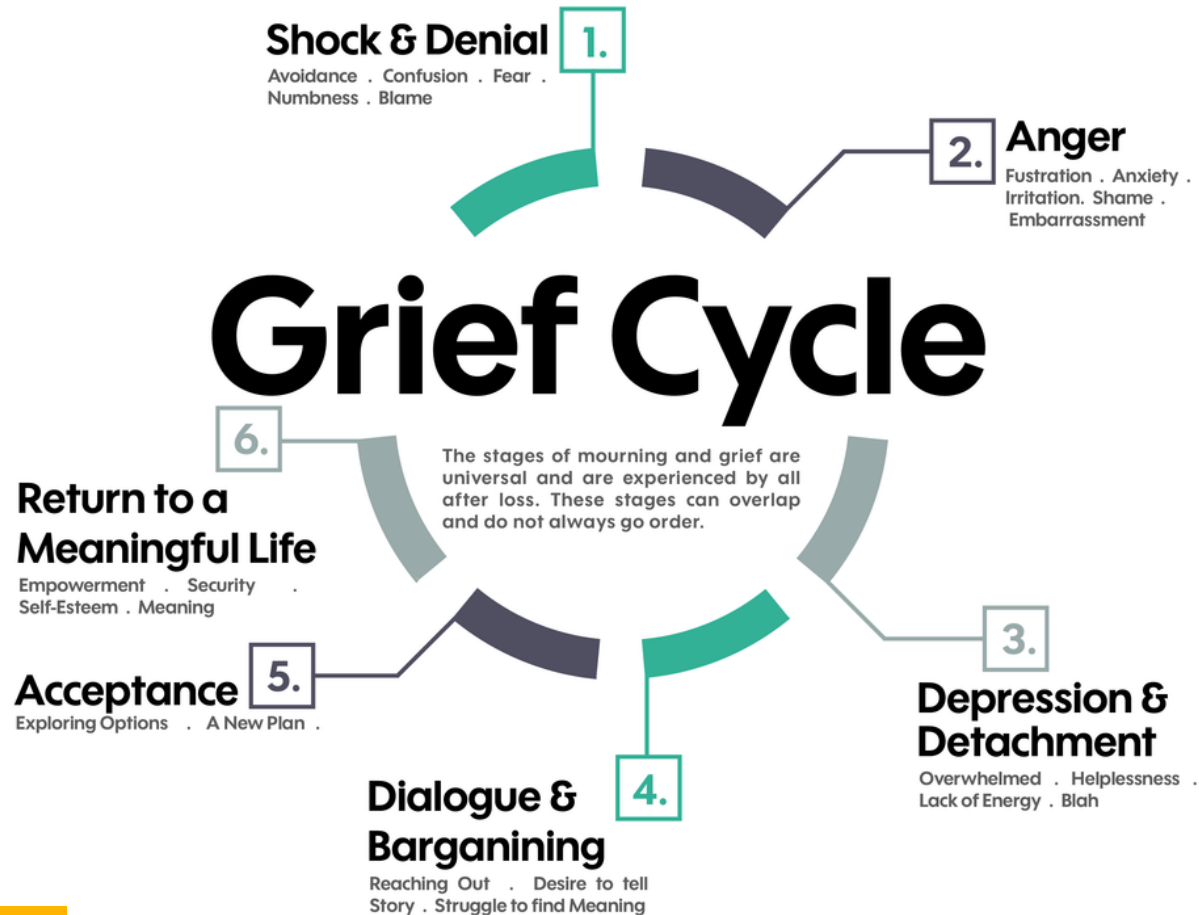 Shock & Denial
1.
Avoidance . Confusion . Fear .
Numbness . Blame
2.
Anger
Fustration . Anxiety .
Irritation. Shame .
Embarrassment
Grief Cycle
The stages of mourning and grief are
universal and are experienced by all
after loss. These stages can overlap
and do not always go order.
3.
Depression &
Detachment
Overwhelmed . Helplessness .
Lack of Energy . Blah
4.
Dialogue &
Barganining
Reaching Out . Desire to tell
Story . Struggle to find Meaning
5.
Acceptance
Exploring Options . A New Plan .
6.
Return to a
Meaningful Life
Empowerment . Security .
Self-Esteem . Meaning